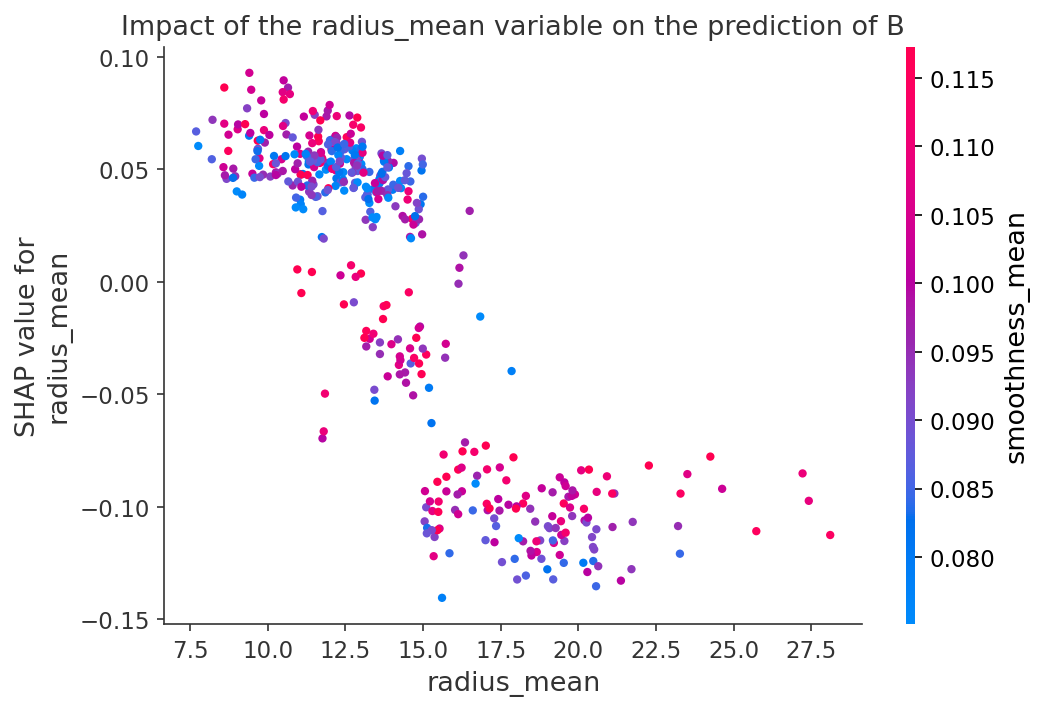 Impact of the radius_mean variable on the prediction of B
0.10
0.05
0.00
−0.05
−0.10
−0.15
SHAP value for
radius_mean
7.5 10.0 12.5 15.0 17.5 20.0 22.5 25.0 27.5
radius_mean
0.115
0.110
0.105
0.100
0.095
0.090
0.085
0.080
smoothness_mean